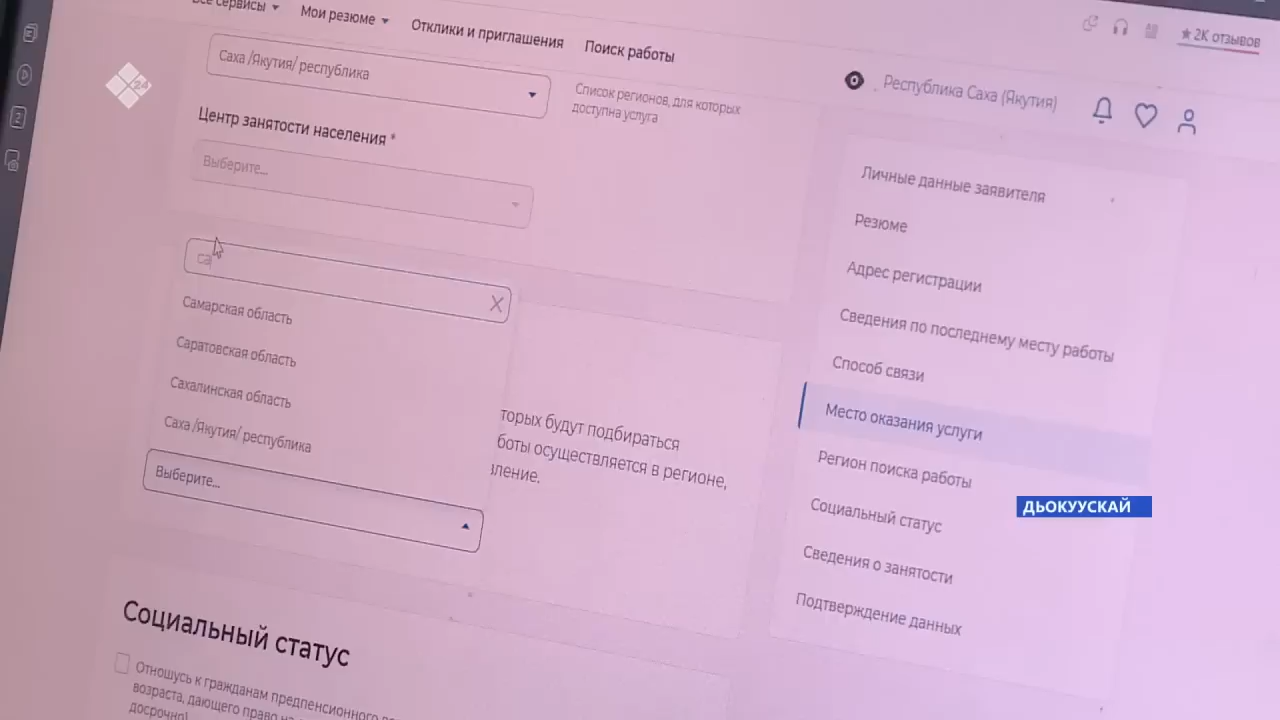 Все сервисы
Мои резюме
Отклики и приглашения
Поиск работы
2К отзывов
Саха /Якутия/ республика
Список регионов, для которых
доступна услуга
Республика Саха (Якутия)
24
Центр занятости населения *
Выберите...
са
Самарская область
Саратовская область
Сахалинская область
Саха /Якутия/ республика
Выберите...
торых будут подбираться
боты осуществляется в регионе,
Личные данные заявителя
Резюме
Адрес регистрации
Сведения по последнему месту работы
Способ связи
Место оказания услуги
Регион поиска работы
Социальный статус
Сведения о занятости
Подтверждение данных
ДЬОКУУСКАЙ
Социальный статус
Отношусь к гражданам предпенсионного
возраста, дающего право на
досрочно